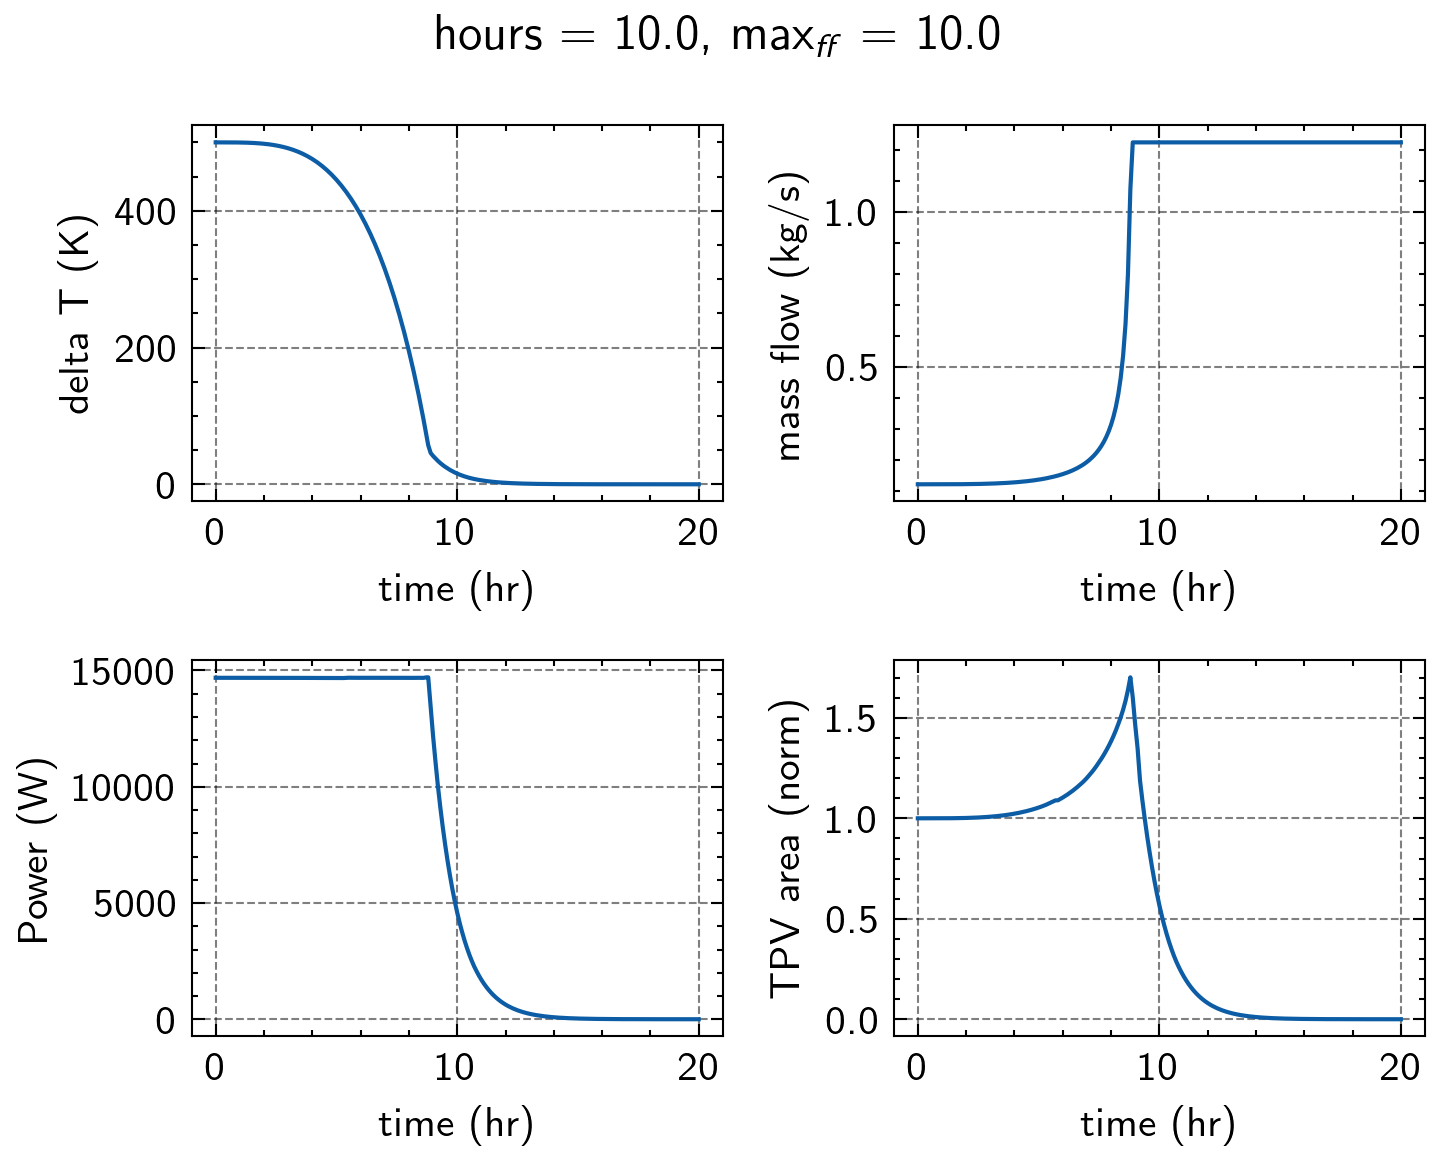 hours = 10.0, max_ff = 10.0
delta T (K)
400
200
0
0 10 20
time (hr)
mass flow (kg/s)
1.0
0.5
0 10 20
time (hr)
Power (W)
15000
10000
5000
0
0 10 20
time (hr)
TPV area (norm)
1.5
1.0
0.5
0.0
0 10 20
time (hr)